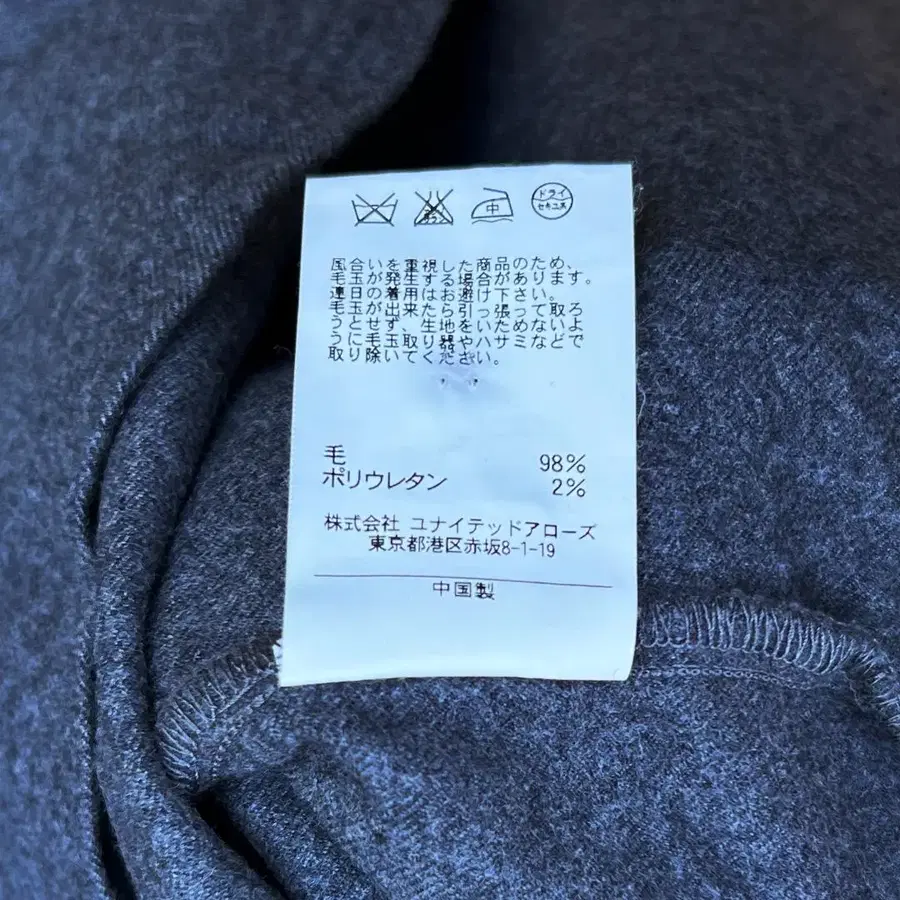 中 ドライ
セキユ系
風合いを重視した商品のため、
毛玉が発生する場合があります。
連日の着用はお避け下さい。
毛玉が出来たら引っ張って取ろ
うとせず、生地をいためないよ
うに毛玉取り器やハサミなどで
取り除いてください。
毛 98%
ポリウレタン 2%
株式会社 ユナイテッドアローズ
東京都港区赤坂8-1-19
中国製